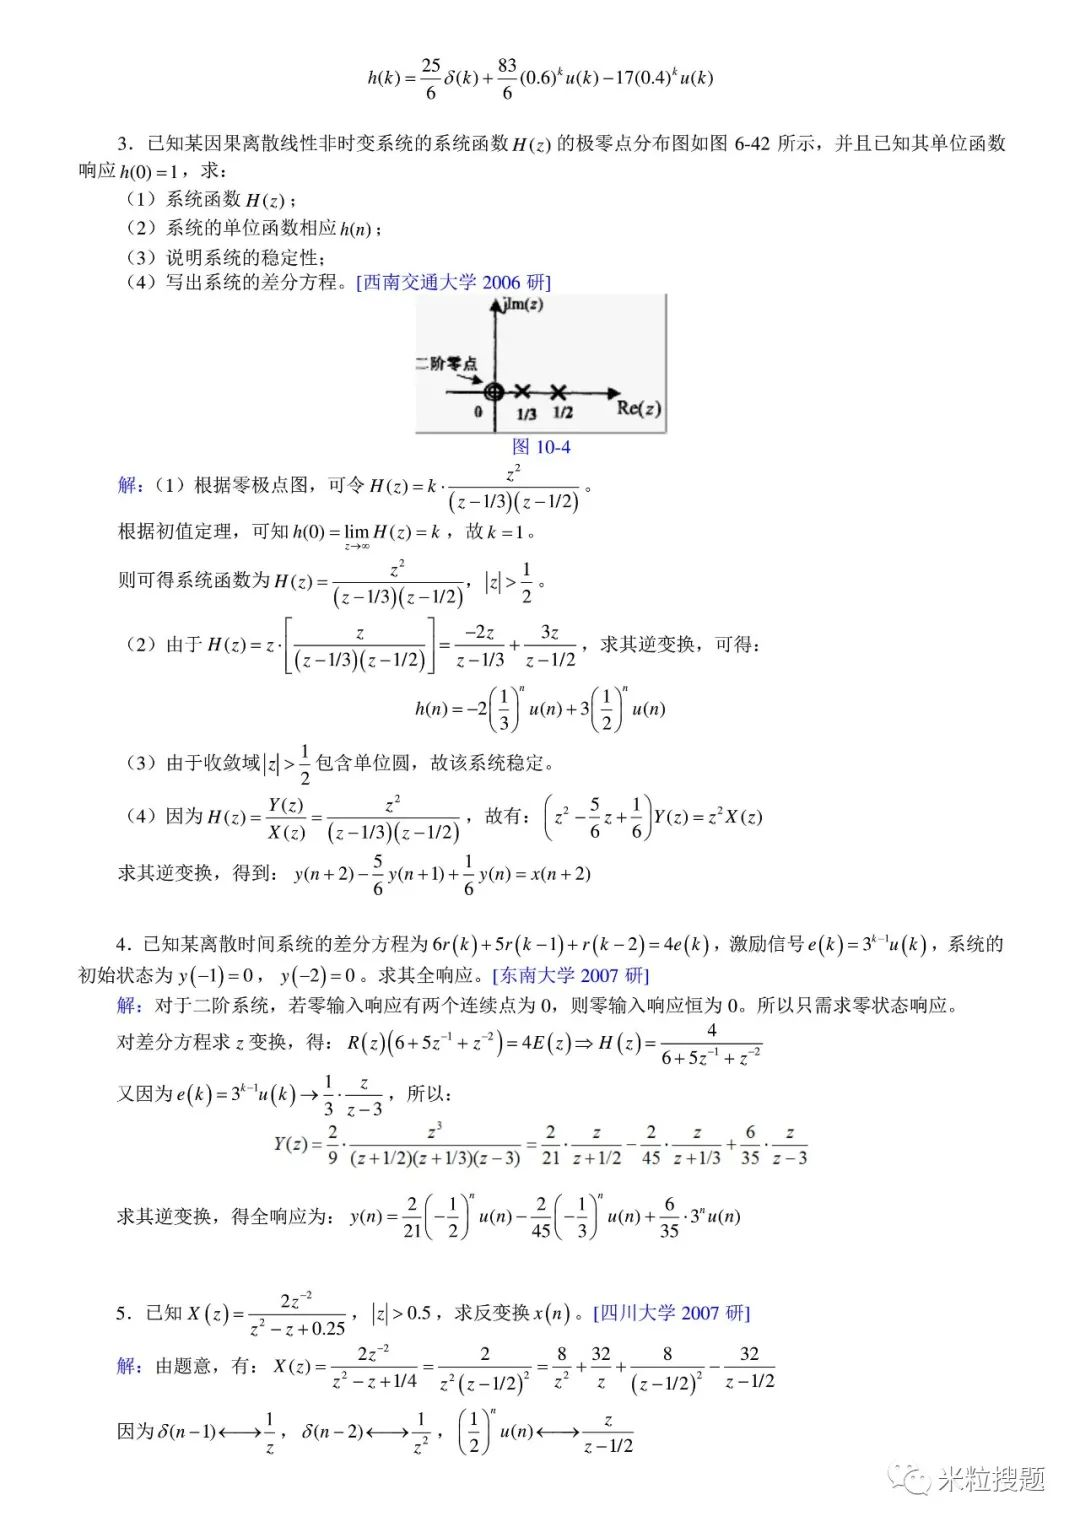 h(k) = 25/6 δ(k) + 83/6 (0.6)^k u(k) − 17(0.4)^k u(k)
3．已知某因果离散线性非时变系统的系统函数 H(z) 的极零点分布图如图 6-42 所示，并且已知其单位函数
响应 h(0) = 1，求：
（1）系统函数 H(z)；
（2）系统的单位函数相应 h(n)；
（3）说明系统的稳定性；
（4）写出系统的差分方程。[西南交通大学 2006 研]
jIm(z)
二阶零点
0 1/3 1/2 Re(z)
图 10-4
解：（1）根据零极点图，可令 H(z) = k · z^2/((z−1/3)(z−1/2))。
根据初值定理，可知 h(0) = lim_{z→∞} H(z) = k，故 k = 1。
则可得系统函数为 H(z) = z^2/((z−1/3)(z−1/2))，|z| > 1/2。
（2）由于 H(z) = z·[z/((z−1/3)(z−1/2))] = −2z/(z−1/3) + 3z/(z−1/2)，求其逆变换，可得：
h(n) = −2(1/3)^n u(n) + 3(1/2)^n u(n)
（3）由于收敛域 |z| > 1/2 包含单位圆，故该系统稳定。
（4）因为 H(z) = Y(z)/X(z) = z^2/((z−1/3)(z−1/2))，故有：(z^2 − 5/6 z + 1/6)Y(z) = z^2 X(z)
求其逆变换，得到：y(n+2) − 5/6 y(n+1) + 1/6 y(n) = x(n+2)
4．已知某离散时间系统的差分方程为 6r(k) + 5r(k−1) + r(k−2) = 4e(k)，激励信号 e(k) = 3^{k−1}u(k)，系统的
初始状态为 y(−1) = 0，y(−2) = 0。求其全响应。[东南大学 2007 研]
解：对于二阶系统，若零输入响应有两个连续点为 0，则零输入响应恒为 0。所以只需求零状态响应。
对差分方程求 z 变换，得：R(z)(6 + 5z^{−1} + z^{−2}) = 4E(z) ⇒ H(z) = 4/(6 + 5z^{−1} + z^{−2})
又因为 e(k) = 3^{k−1}u(k) → 1/3 · z/(z−3)，所以：
Y(z) = 2/9 · z^3/((z+1/2)(z+1/3)(z−3)) = 2/21 · z/(z+1/2) − 2/45 · z/(z+1/3) + 6/35 · z/(z−3)
求其逆变换，得全响应为：y(n) = 2/21 (−1/2)^n u(n) − 2/45 (−1/3)^n u(n) + 6/35 · 3^n u(n)
5．已知 X(z) = 2z^{−2}/(z^2 − z + 0.25)，|z| > 0.5，求反变换 x(n)。[四川大学 2007 研]
解：由题意，有：X(z) = 2z^{−2}/(z^2 − z + 1/4) = 2/(z^2(z−1/2)^2) = 8/z^2 + 32/z + 8/(z−1/2)^2 − 32/(z−1/2)
因为 δ(n−1) ⟷ 1/z，δ(n−2) ⟷ 1/z^2，(1/2)^n u(n) ⟷ z/(z−1/2)
米粒搜题